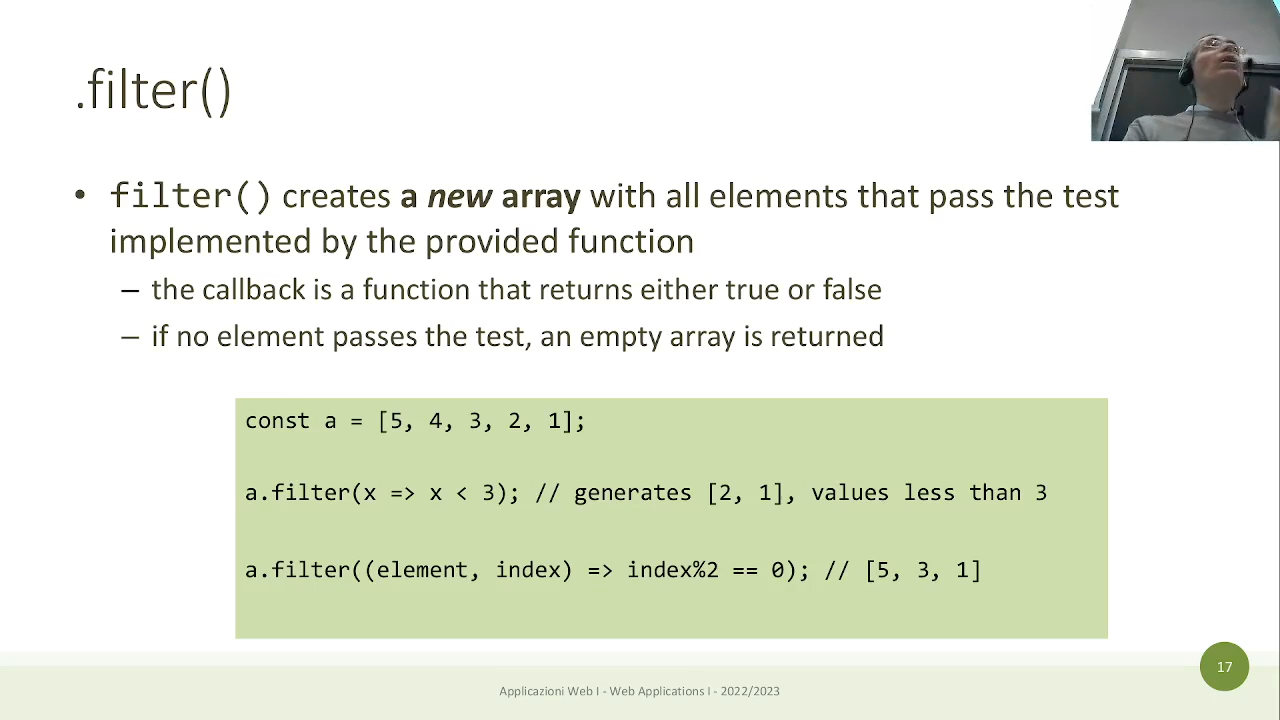 .filter()
• filter() creates a new array with all elements that pass the test
implemented by the provided function
– the callback is a function that returns either true or false
– if no element passes the test, an empty array is returned
const a = [5, 4, 3, 2, 1];
a.filter(x => x < 3); // generates [2, 1], values less than 3
a.filter((element, index) => index%2 == 0); // [5, 3, 1]
17
Applicazioni Web I - Web Applications I - 2022/2023